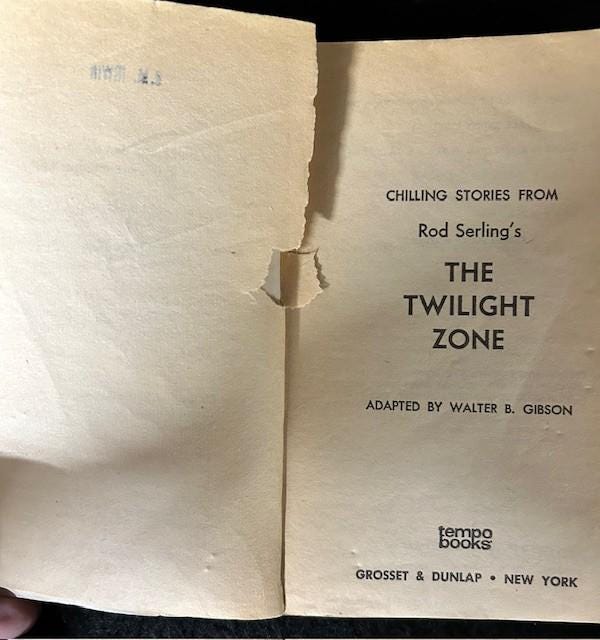 CHILLING STORIES FROM
Rod Serling's
THE
TWILIGHT
ZONE
ADAPTED BY WALTER B. GIBSON
tempo
books
GROSSET & DUNLAP • NEW YORK